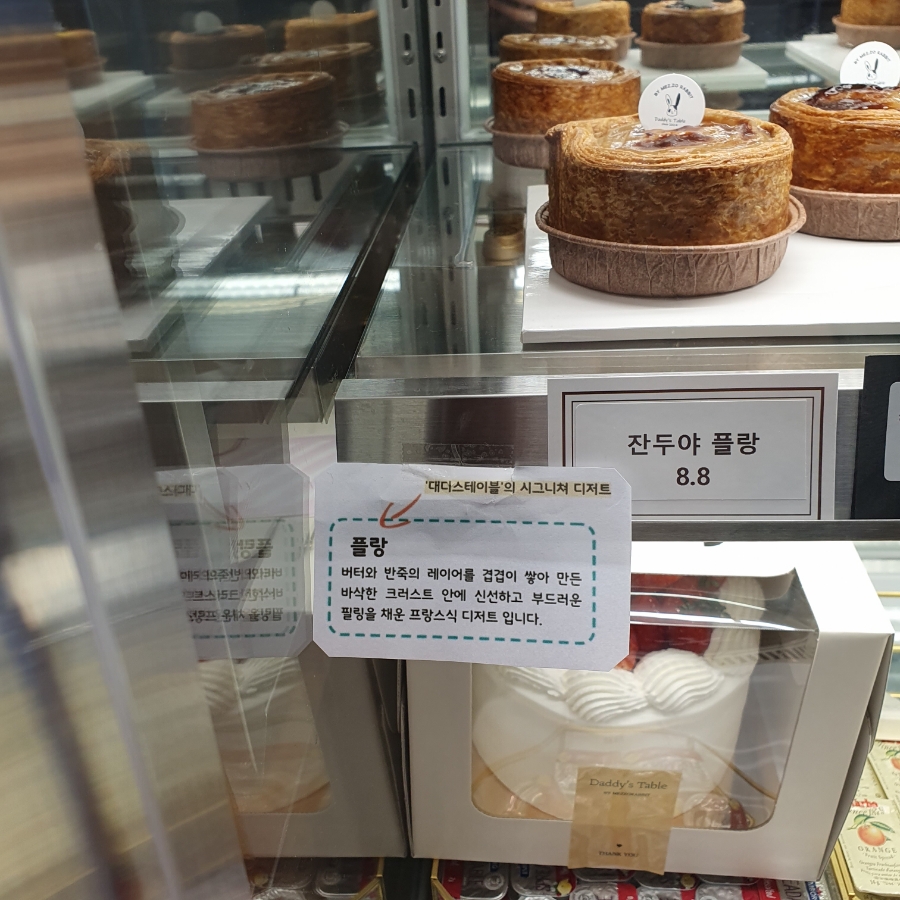 Daddy's Table
잔두야 플랑
8.8
'대디스테이블'의 시그니쳐 디저트
플랑
버터와 반죽의 레이어를 겹겹이 쌓아 만든
바삭한 크러스트 안에 신선하고 부드러운
필링을 채운 프랑스식 디저트 입니다.
Daddy's Table
THANK YOU
ORANGE